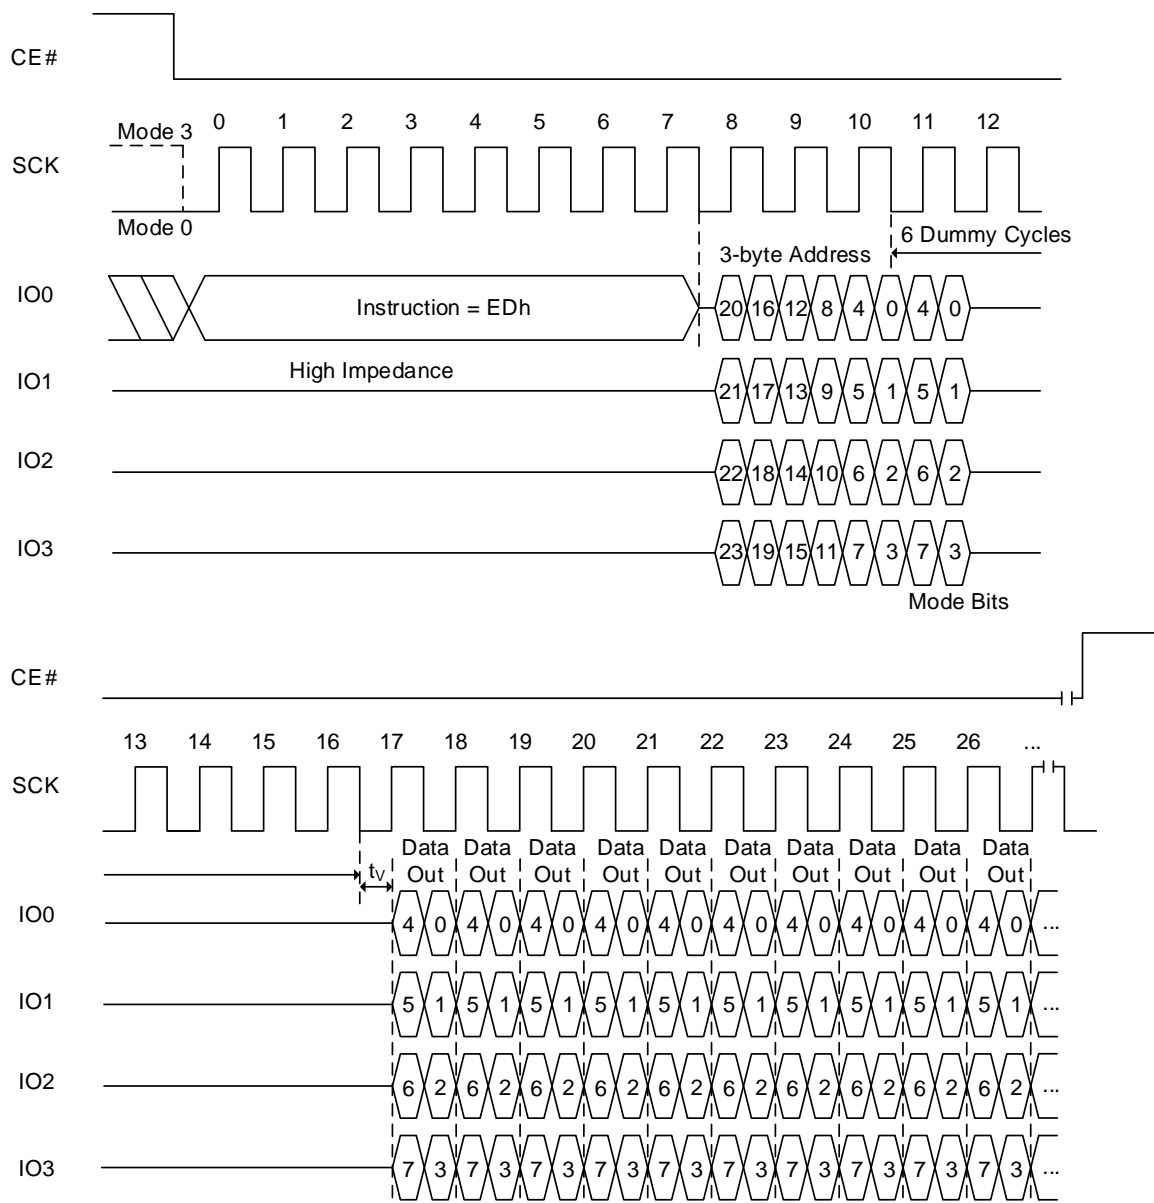 CE#
Mode 3
0 1 2 3 4 5 6 7 8 9 10 11 12
SCK
Mode 0
3-byte Address
6 Dummy Cycles
IO0
Instruction = EDh
20 16 12 8 4 0 4 0
IO1
High Impedance
21 17 13 9 5 1 5 1
IO2
22 18 14 10 6 2 6 2
IO3
23 19 15 11 7 3 7 3
Mode Bits
CE#
13 14 15 16 17 18 19 20 21 22 23 24 25 26 ...
SCK
tV
Data Data Data Data Data Data Data Data Data Data
Out Out Out Out Out Out Out Out Out Out
IO0
4 0 4 0 4 0 4 0 4 0 4 0 4 0 4 0 4 0 4 0 ...
IO1
5 1 5 1 5 1 5 1 5 1 5 1 5 1 5 1 5 1 5 1 ...
IO2
6 2 6 2 6 2 6 2 6 2 6 2 6 2 6 2 6 2 6 2 ...
IO3
7 3 7 3 7 3 7 3 7 3 7 3 7 3 7 3 7 3 7 3 ...